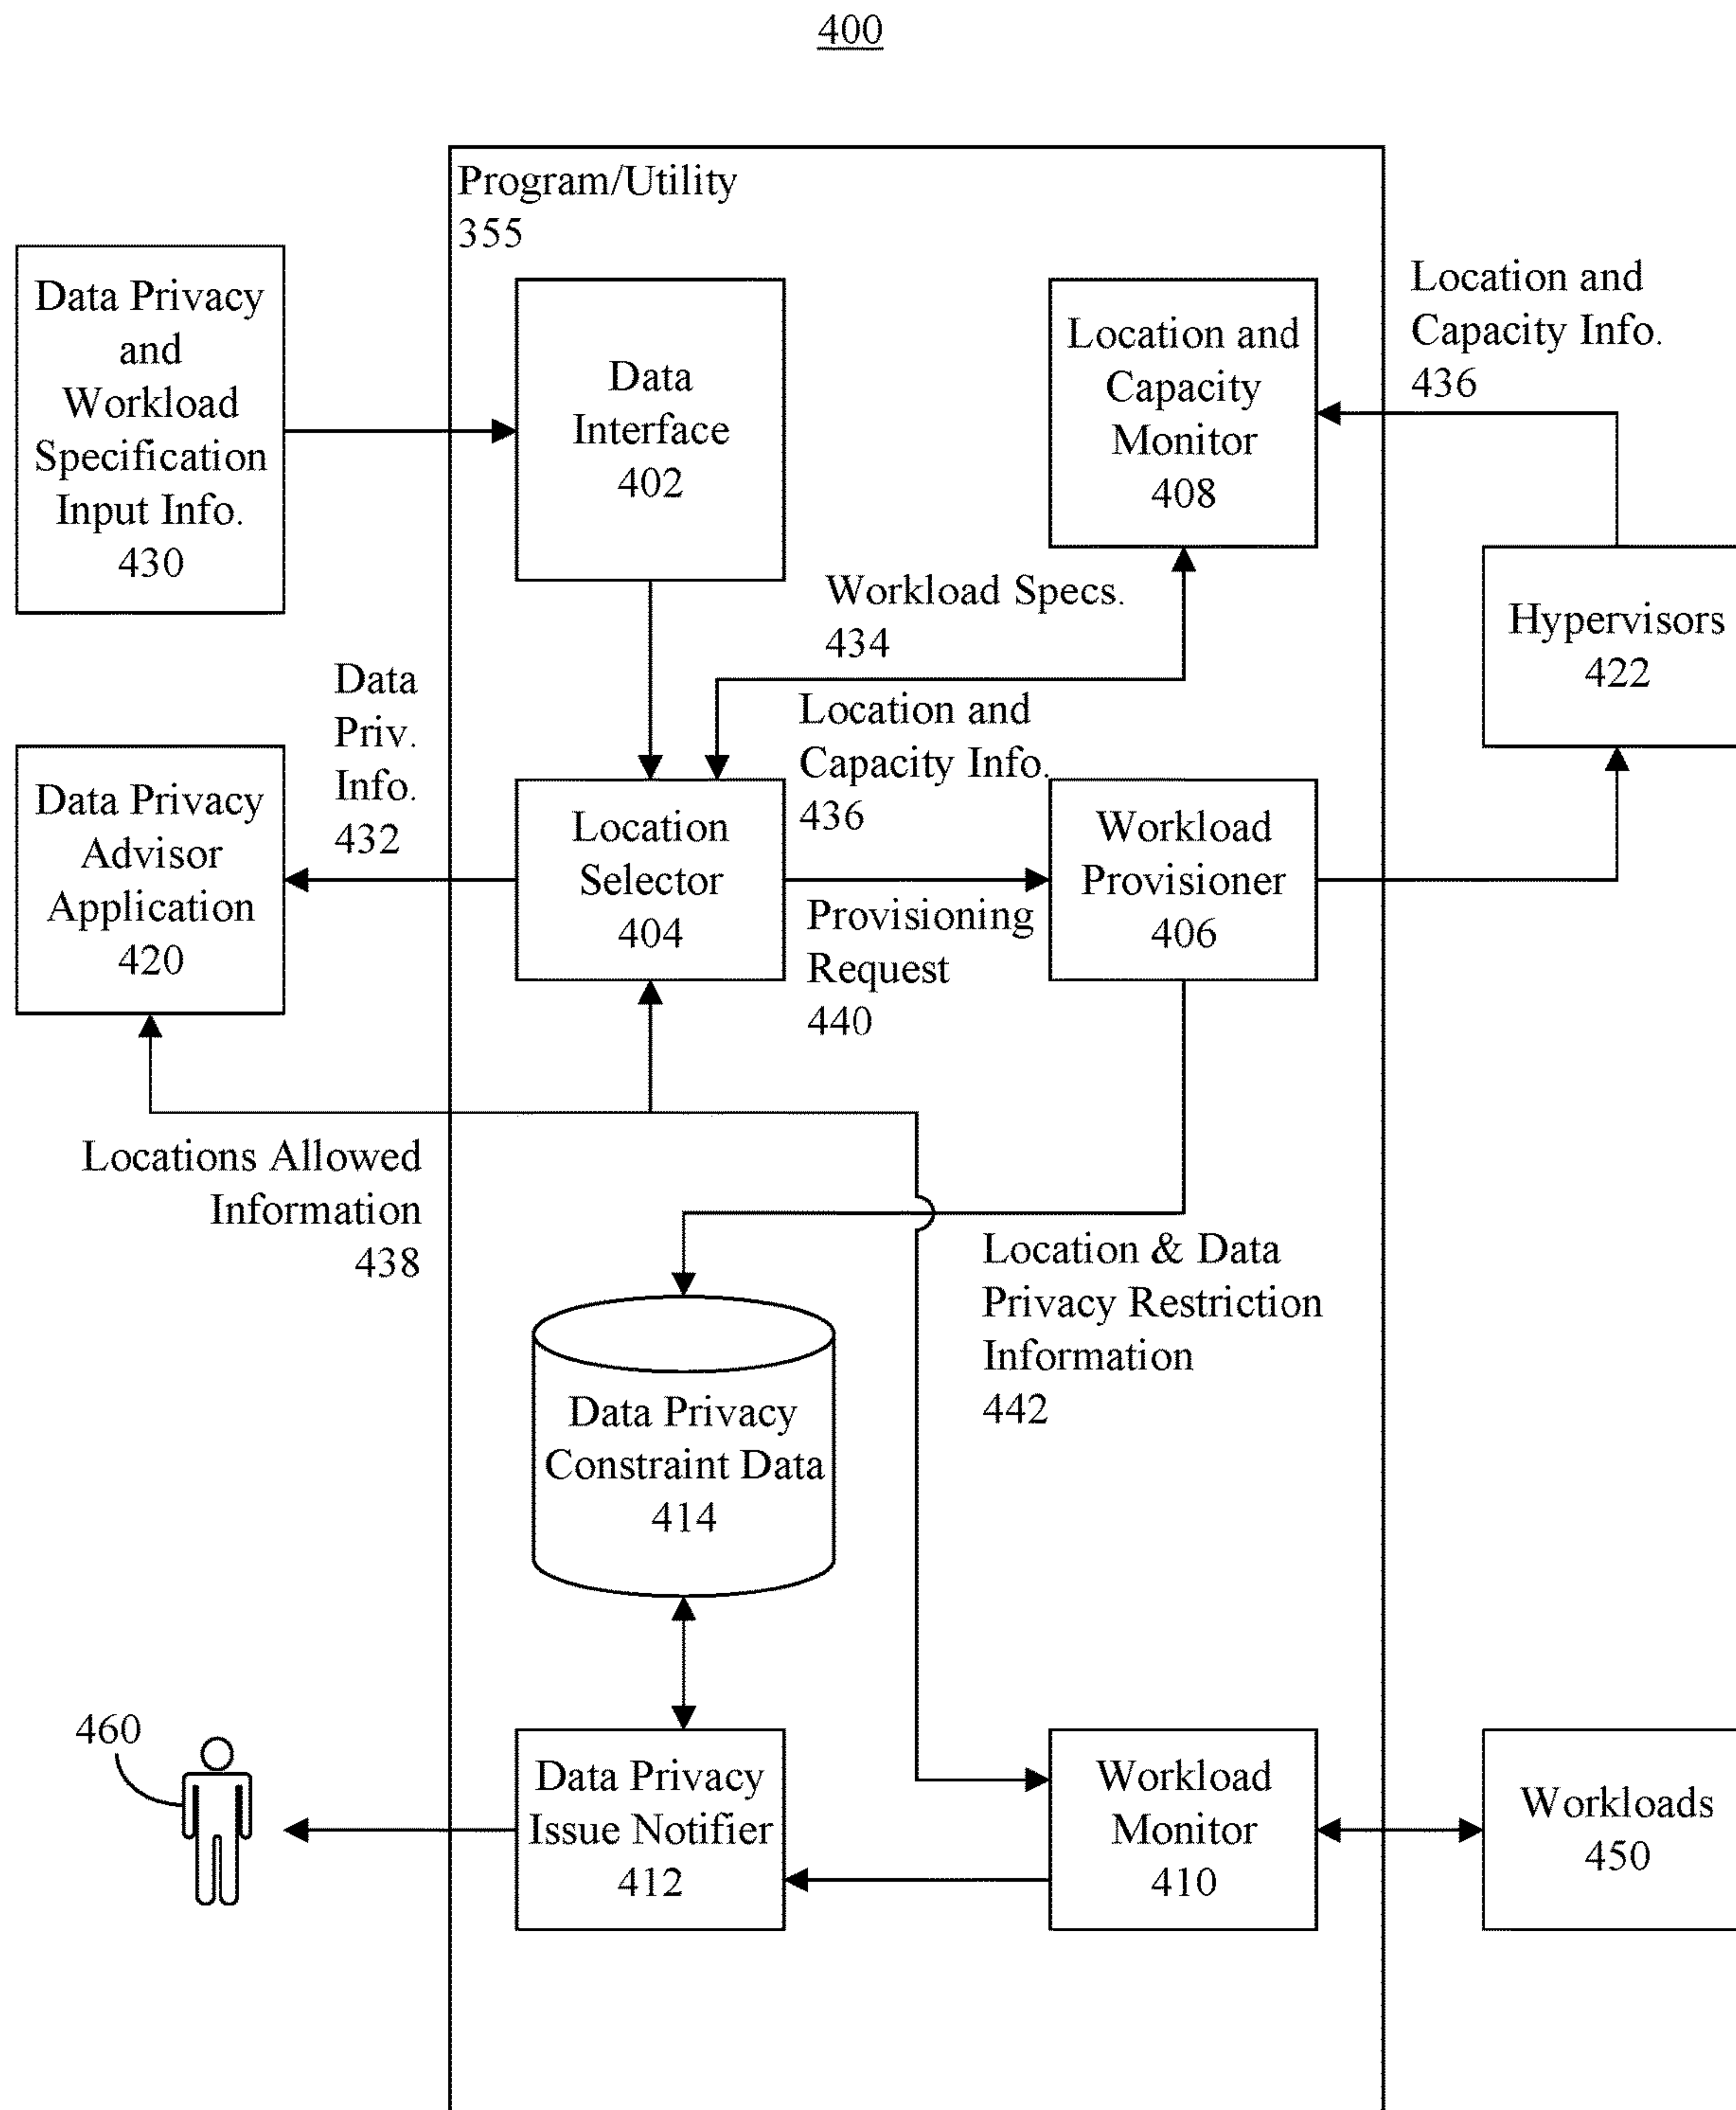 400
Program/Utility
355
Data Privacy
and
Workload
Specification
Input Info.
430
Data
Interface
402
Location and
Capacity
Monitor
408
Location and
Capacity Info.
436
Hypervisors
422
Workload Specs.
434
Location and
Capacity Info.
436
Data
Priv.
Info.
432
Data Privacy
Advisor
Application
420
Location
Selector
404
Provisioning
Request
440
Workload
Provisioner
406
Locations Allowed
Information
438
Location & Data
Privacy Restriction
Information
442
Data Privacy
Constraint Data
414
460
Data Privacy
Issue Notifier
412
Workload
Monitor
410
Workloads
450